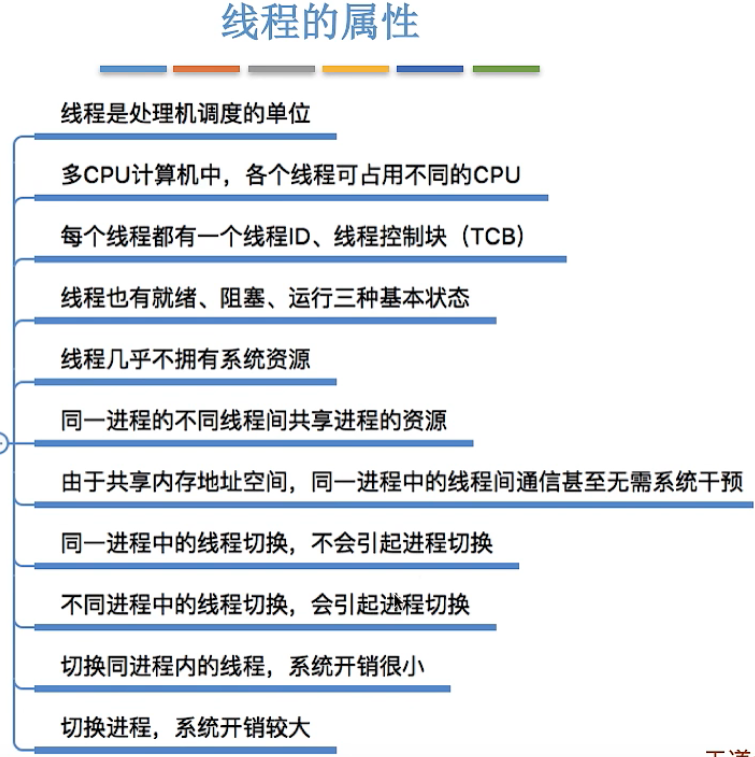 线程的属性
线程是处理机调度的单位
多CPU计算机中，各个线程可占用不同的CPU
每个线程都有一个线程ID、线程控制块（TCB）
线程也有就绪、阻塞、运行三种基本状态
线程几乎不拥有系统资源
同一进程的不同线程间共享进程的资源
由于共享内存地址空间，同一进程中的线程间通信甚至无需系统干预
同一进程中的线程切换，不会引起进程切换
不同进程中的线程切换，会引起进程切换
切换同进程内的线程，系统开销很小
切换进程，系统开销较大